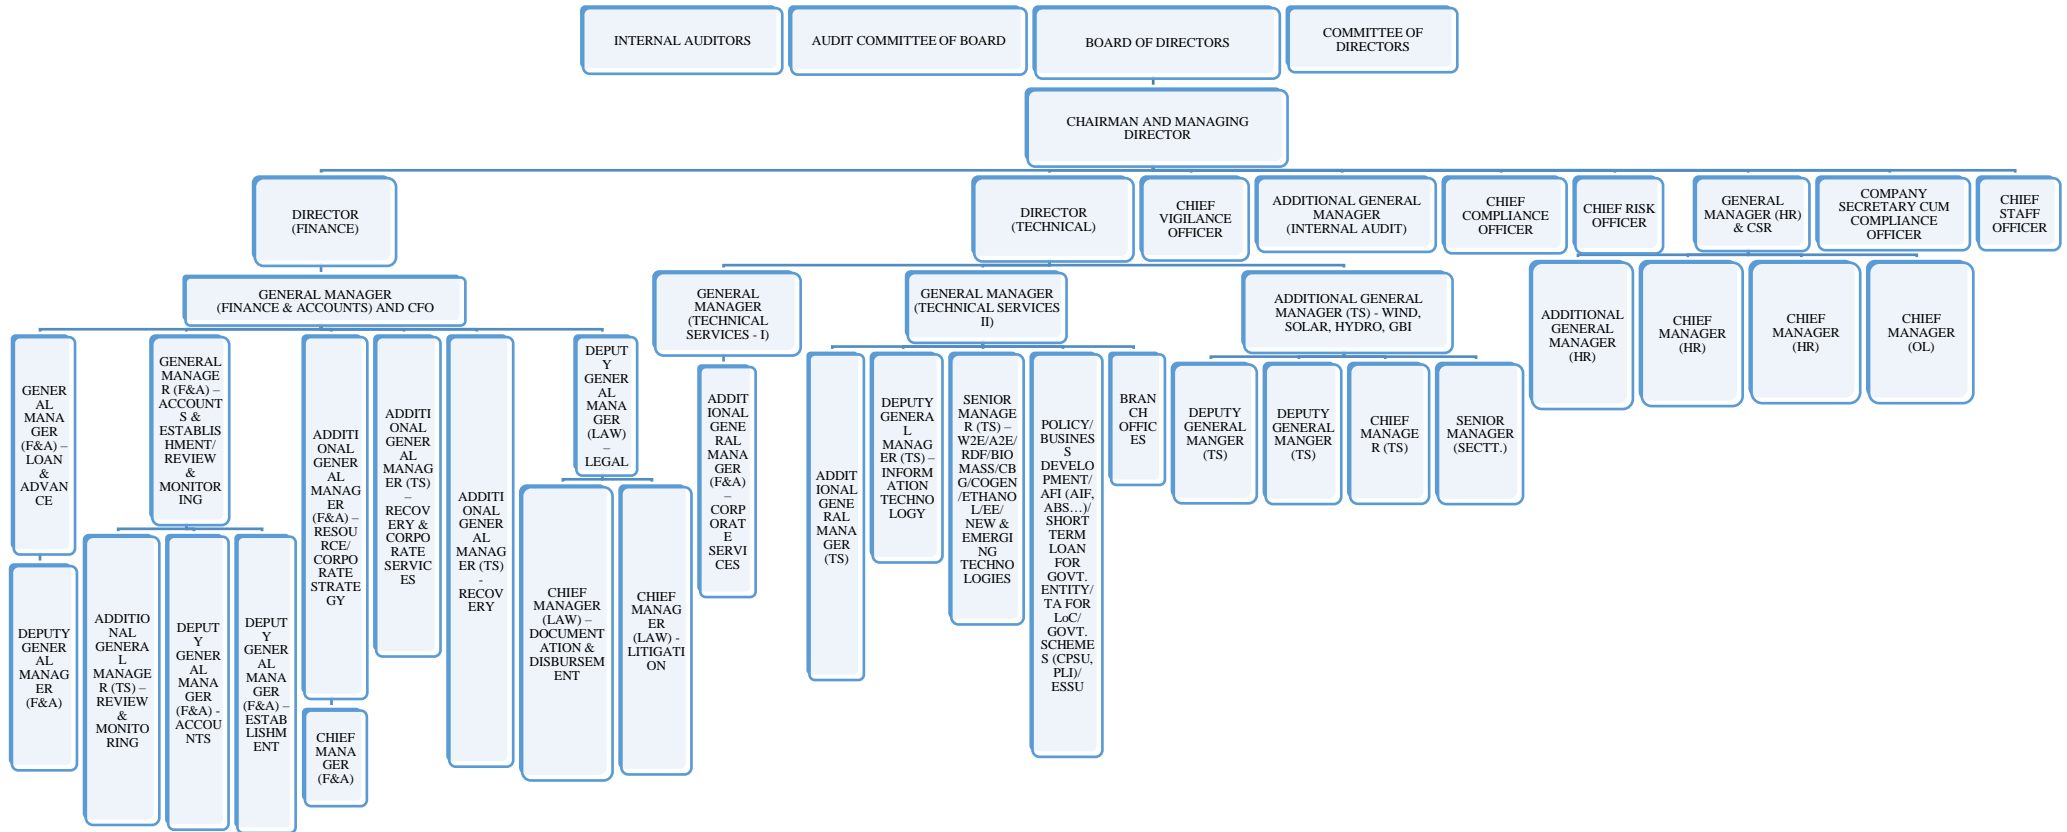 INTERNAL AUDITORS
AUDIT COMMITTEE OF BOARD
BOARD OF DIRECTORS
COMMITTEE OF
DIRECTORS
CHAIRMAN AND MANAGING
DIRECTOR
DIRECTOR
(FINANCE)
DIRECTOR
(TECHNICAL)
CHIEF
VIGILANCE
OFFICER
ADDITIONAL GENERAL
MANAGER
(INTERNAL AUDIT)
CHIEF
COMPLIANCE
OFFICER
CHIEF RISK
OFFICER
GENERAL
MANAGER (HR)
& CSR
COMPANY
SECRETARY CUM
COMPLIANCE
OFFICER
CHIEF
STAFF
OFFICER
GENERAL MANAGER
(FINANCE & ACCOUNTS) AND CFO
GENERAL
MANAGER
(TECHNICAL
SERVICES - I)
GENERAL MANAGER
(TECHNICAL SERVICES
II)
ADDITIONAL GENERAL
MANAGER (TS) - WIND,
SOLAR, HYDRO, GBI
ADDITIONAL
GENERAL
MANAGER (HR)
CHIEF
MANAGER
(HR)
CHIEF
MANAGER
(HR)
CHIEF
MANAGER
(OL)
GENER
AL
MANA
GER
(F&A) –
LOAN
&
ADVAN
CE
GENERAL
MANAGE
R (F&A) –
ACCOUNT
S &
ESTABLIS
HMENT/
REVIEW
&
MONITOR
ING
ADDITI
ONAL
GENER
AL
MANAG
ER
(F&A) –
RESOU
RCE/
CORPO
RATE
STRATE
GY
ADDITI
ONAL
GENER
AL
MANAG
ER (TS)
–
RECOV
ERY &
CORPO
RATE
SERVIC
ES
ADDITI
ONAL
GENER
AL
MANAG
ER (TS)
-
RECOV
ERY
DEPUT
Y
GENER
AL
MANA
GER
(LAW)
–
LEGAL
ADDIT
IONAL
GENE
RAL
MANA
GER
(F&A)
–
CORP
ORAT
E
SERVI
CES
ADDIT
IONAL
GENE
RAL
MANA
GER
(TS)
DEPUTY
GENERA
L
MANAG
ER (TS) –
INFORM
ATION
TECHNO
LOGY
SENIOR
MANAGE
R (TS) –
W2E/A2E/
RDF/BIO
MASS/CB
G/COGEN
/ETHANO
L/EE/
NEW &
EMERGI
NG
TECHNO
LOGIES
POLICY/
BUSINES
S
DEVELO
PMENT/
AFI (AIF,
ABS…)/
SHORT
TERM
LOAN
FOR
GOVT.
ENTITY/
TA FOR
LoC/
GOVT.
SCHEME
S (CPSU,
PLI)/
ESSU
BRAN
CH
OFFIC
ES
DEPUTY
GENERAL
MANGER
(TS)
DEPUTY
GENERAL
MANGER
(TS)
CHIEF
MANAGE
R (TS)
SENIOR
MANAGER
(SECTT.)
DEPUTY
GENER
AL
MANAG
ER
(F&A)
ADDITIO
NAL
GENERA
L
MANAGE
R (TS) –
REVIEW
&
MONITO
RING
DEPUT
Y
GENER
AL
MANA
GER
(F&A) -
ACCOU
NTS
DEPUT
Y
GENER
AL
MANA
GER
(F&A) –
ESTAB
LISHM
ENT
CHIEF
MANA
GER
(F&A)
CHIEF
MANAGER
(LAW) –
DOCUMENT
ATION &
DISBURSEM
ENT
CHIEF
MANAG
ER
(LAW) -
LITIGATI
ON